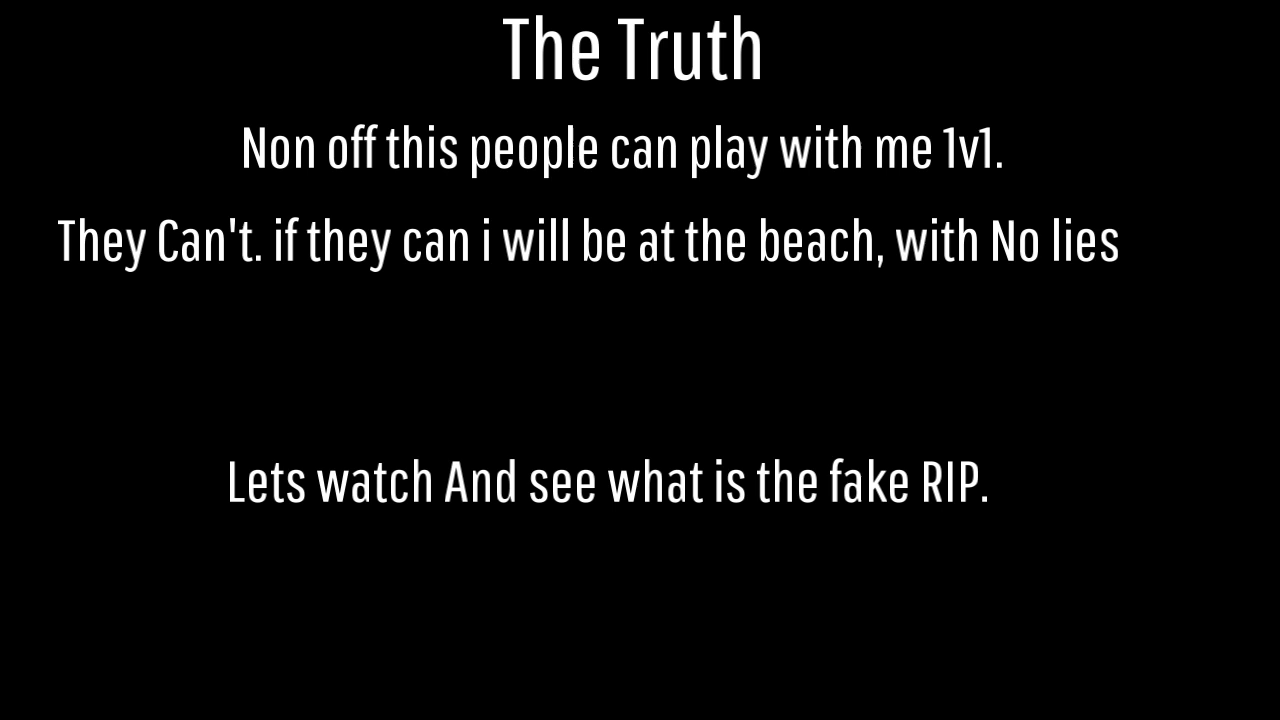 The Truth
Non off this people can play with me 1v1.
They Can't. if they can i will be at the beach, with No lies
Lets watch And see what is the fake RIP.